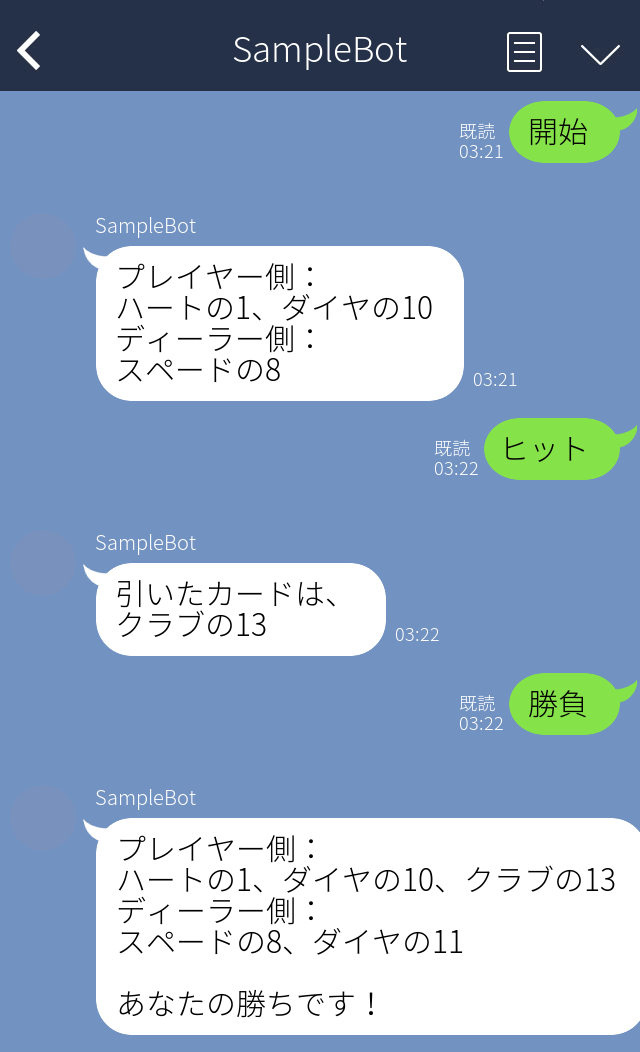 SampleBot
開始
既読
03:21
SampleBot
プレイヤー側：
ハートの1、ダイヤの10
ディーラー側：
スペードの8
03:21
ヒット
既読
03:22
SampleBot
引いたカードは、
クラブの13
03:22
勝負
既読
03:22
SampleBot
プレイヤー側：
ハートの1、ダイヤの10、クラブの13
ディーラー側：
スペードの8、ダイヤの11
あなたの勝ちです！